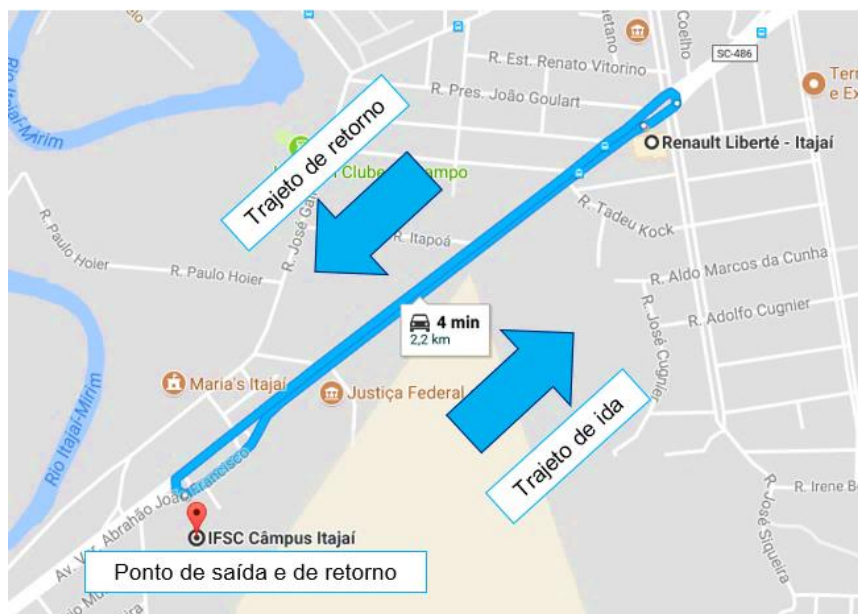 R. Est. Renato Vitorino
SC-486
Coelho
R. Pres. João Goulart
Renault Liberté - Itajaí
Trajeto de retorno
Rio Itajaí-Mirim
R. Tadeu Kock
R. Itapoá
R. Paulo Hoier
R. Paulo Hoier
R. Aldo Marcos da Cunha
R. Adolfo Cugnier
R. José Cugnier
4 min
2,2 km
Maria's Itajaí
Justiça Federal
Trajeto de ida
Rio Itajaí-Mirim
Av. Ver. Abrahão João Francisco
IFSC Câmpus Itajaí
R. José Siqueira
Ponto de saída e de retorno